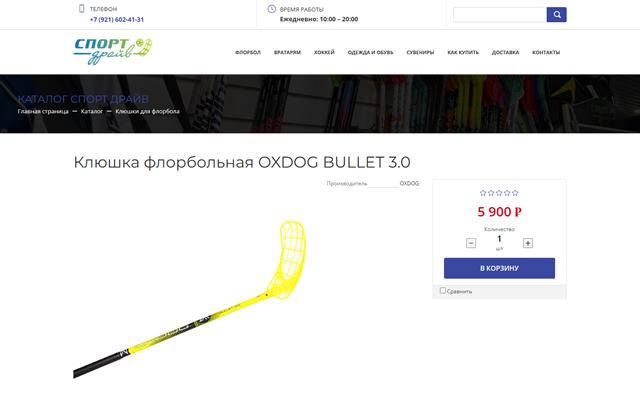 ТЕЛЕФОН
+7 (921) 602-41-31
ВРЕМЯ РАБОТЫ
Ежедневно: 10:00 – 20:00
СПОРТ
драйв
ФЛОРБОЛ ВРАТАРЯМ ХОККЕЙ ОДЕЖДА И ОБУВЬ СУВЕНИРЫ КАК КУПИТЬ ДОСТАВКА КОНТАКТЫ
КАТАЛОГ СПОРТ ДРАЙВ
Главная страница — Каталог — Клюшки для флорбола
Клюшка флорбольная OXDOG BULLET 3.0
Производитель OXDOG
5 900 ₽
Количество
− 1 +
шт
В КОРЗИНУ
Сравнить